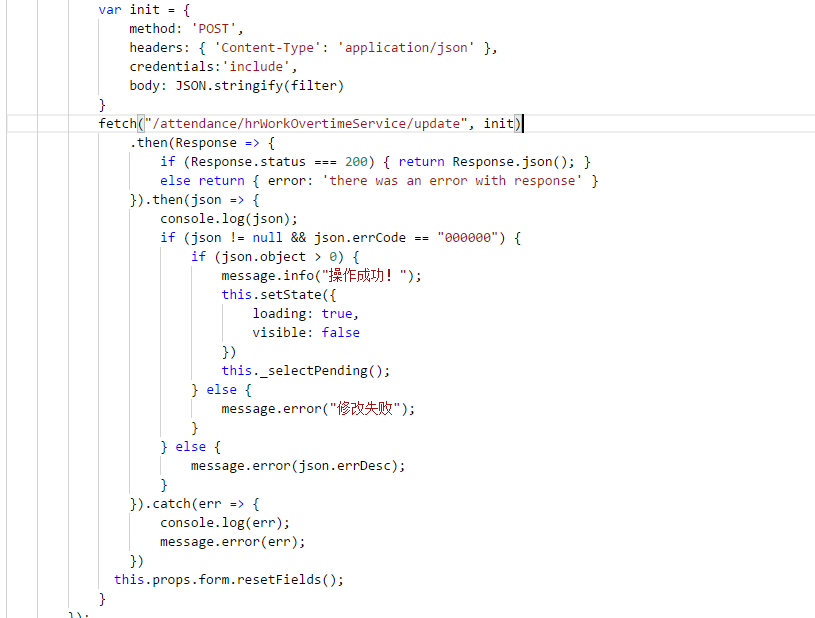 var init = {
method: 'POST',
headers: { 'Content-Type': 'application/json' },
credentials:'include',
body: JSON.stringify(filter)
}
fetch("/attendance/hrWorkOvertimeService/update", init)
.then(Response => {
if (Response.status === 200) { return Response.json(); }
else return { error: 'there was an error with response' }
}).then(json => {
console.log(json);
if (json != null && json.errCode == "000000") {
if (json.object > 0) {
message.info("操作成功！");
this.setState({
loading: true,
visible: false
})
this._selectPending();
} else {
message.error("修改失败");
}
} else {
message.error(json.errDesc);
}
}).catch(err => {
console.log(err);
message.error(err);
})
this.props.form.resetFields();
}
});